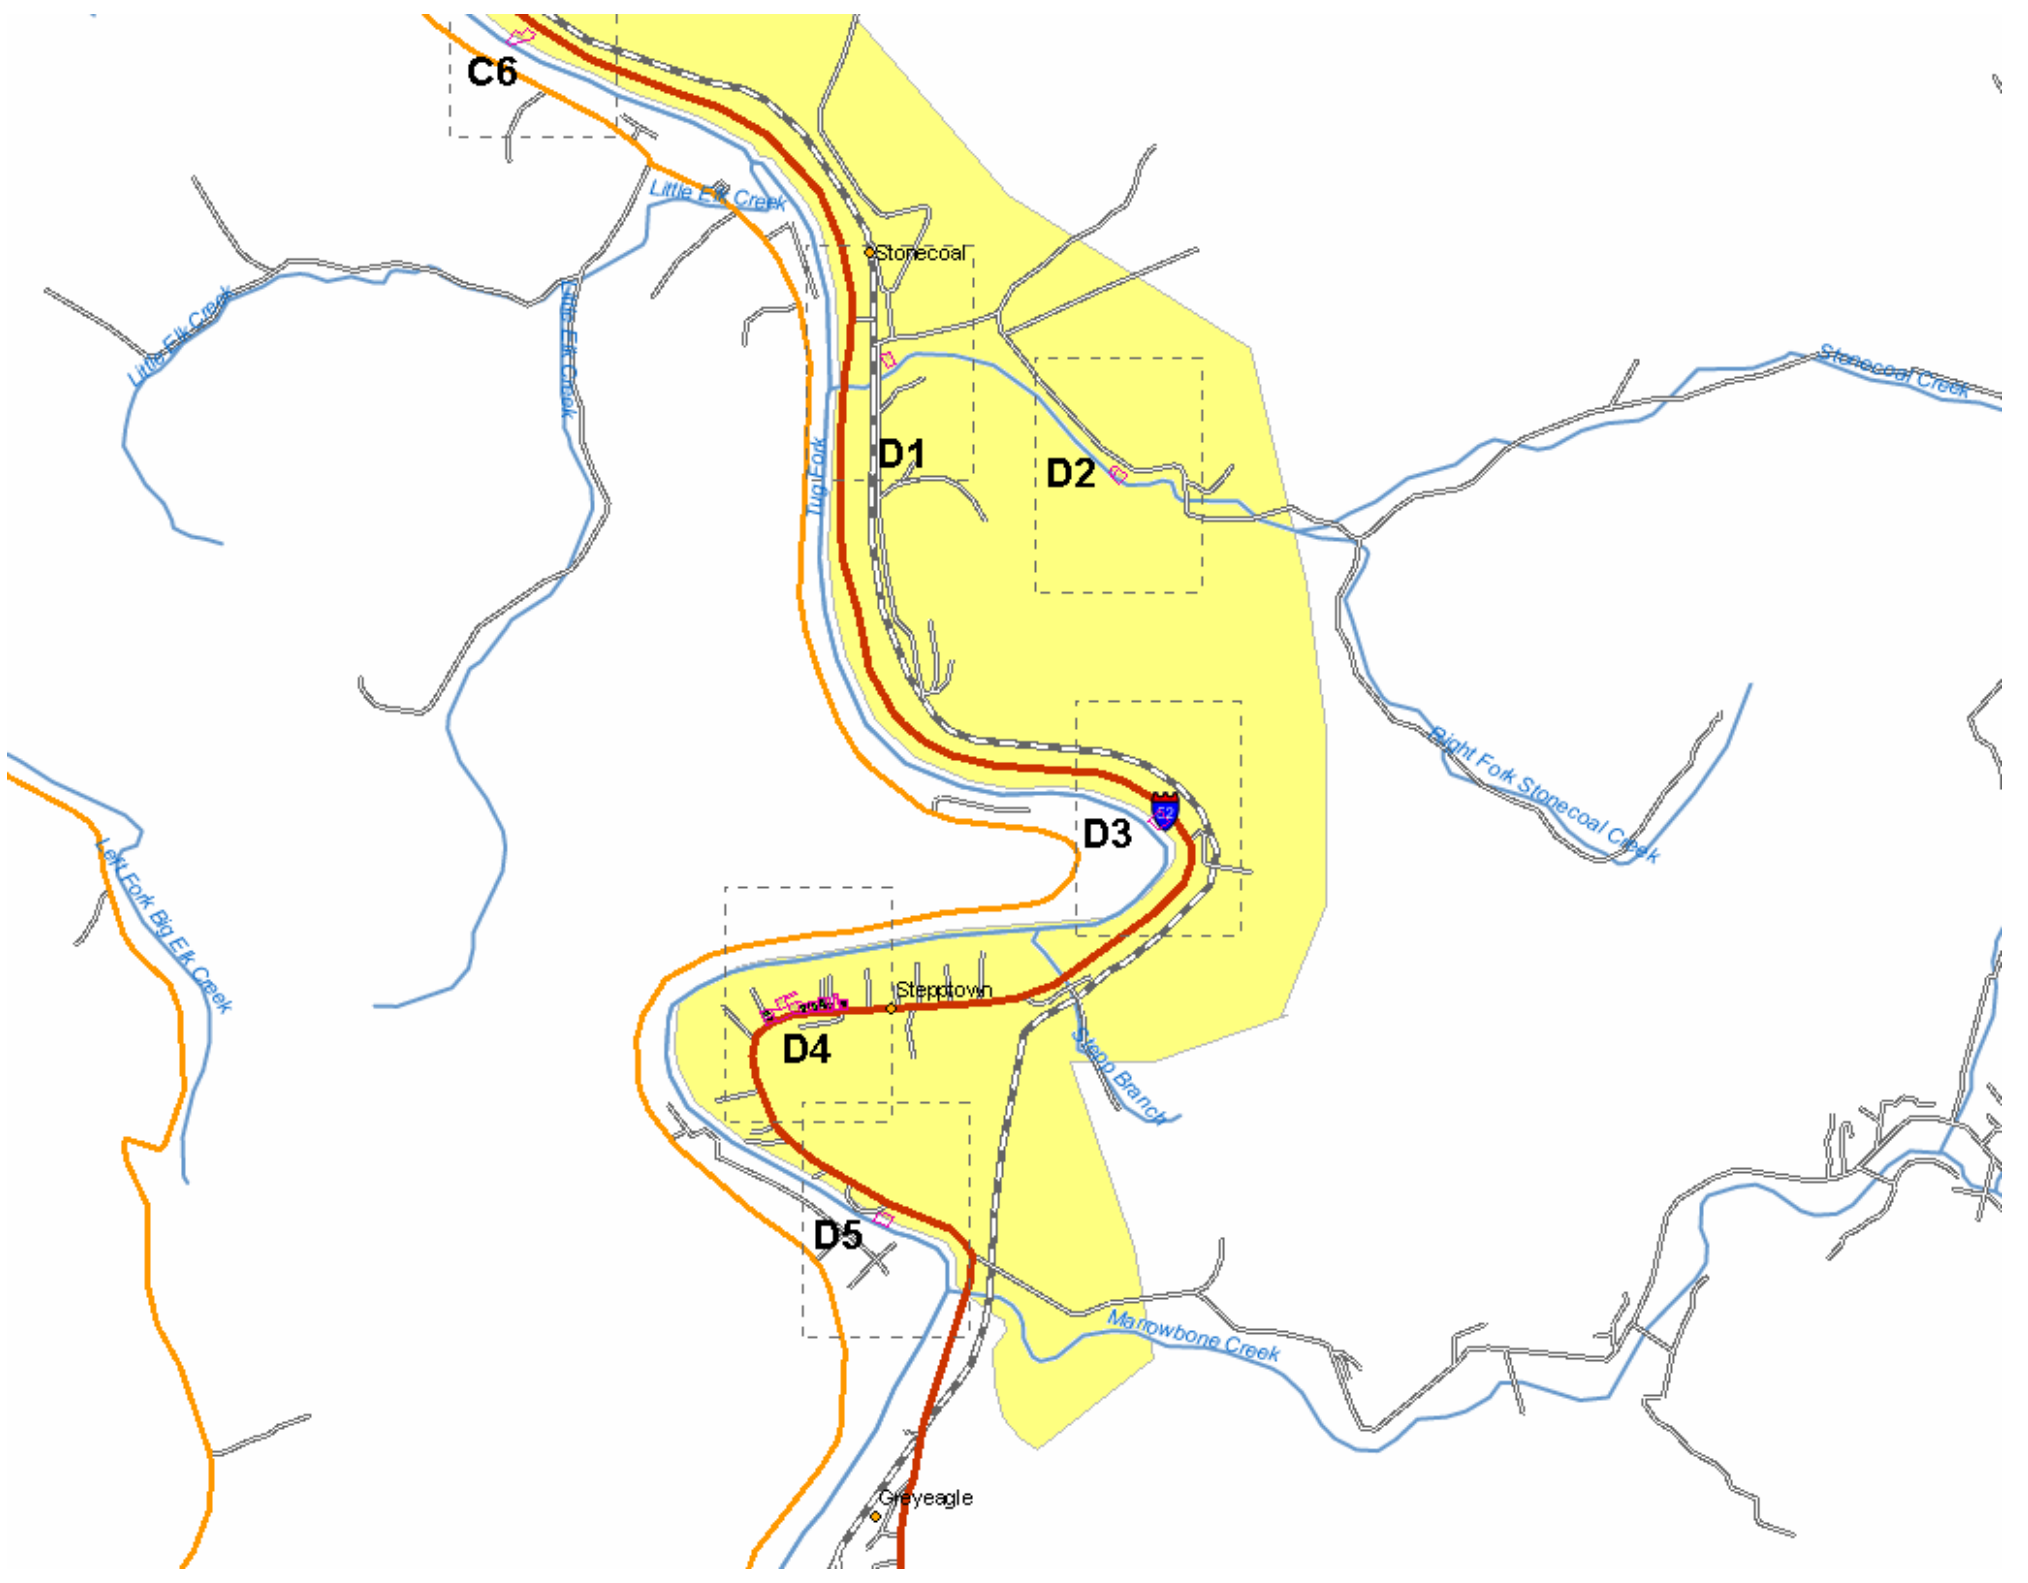 C6
Little Elk Creek
Stonecoal
Little Elk Creek
Little Elk Creek
Stonecoal Creek
D1
D2
Tug Fork
Right Fork Stonecoal Creek
52
D3
Left Fork Big Elk Creek
Stepptown
D4
Stepp Branch
D5
Marrowbone Creek
Greyeagle